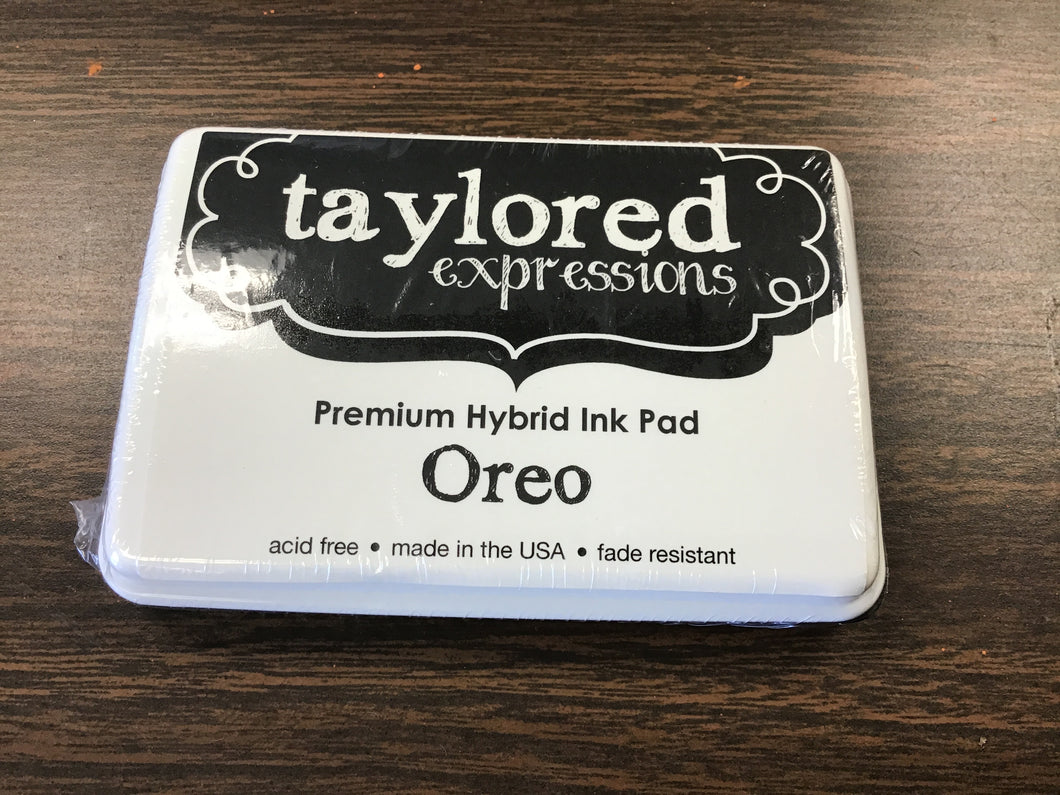 taylored
expressions
Premium Hybrid Ink Pad
Oreo
acid free • made in the USA • fade resistant